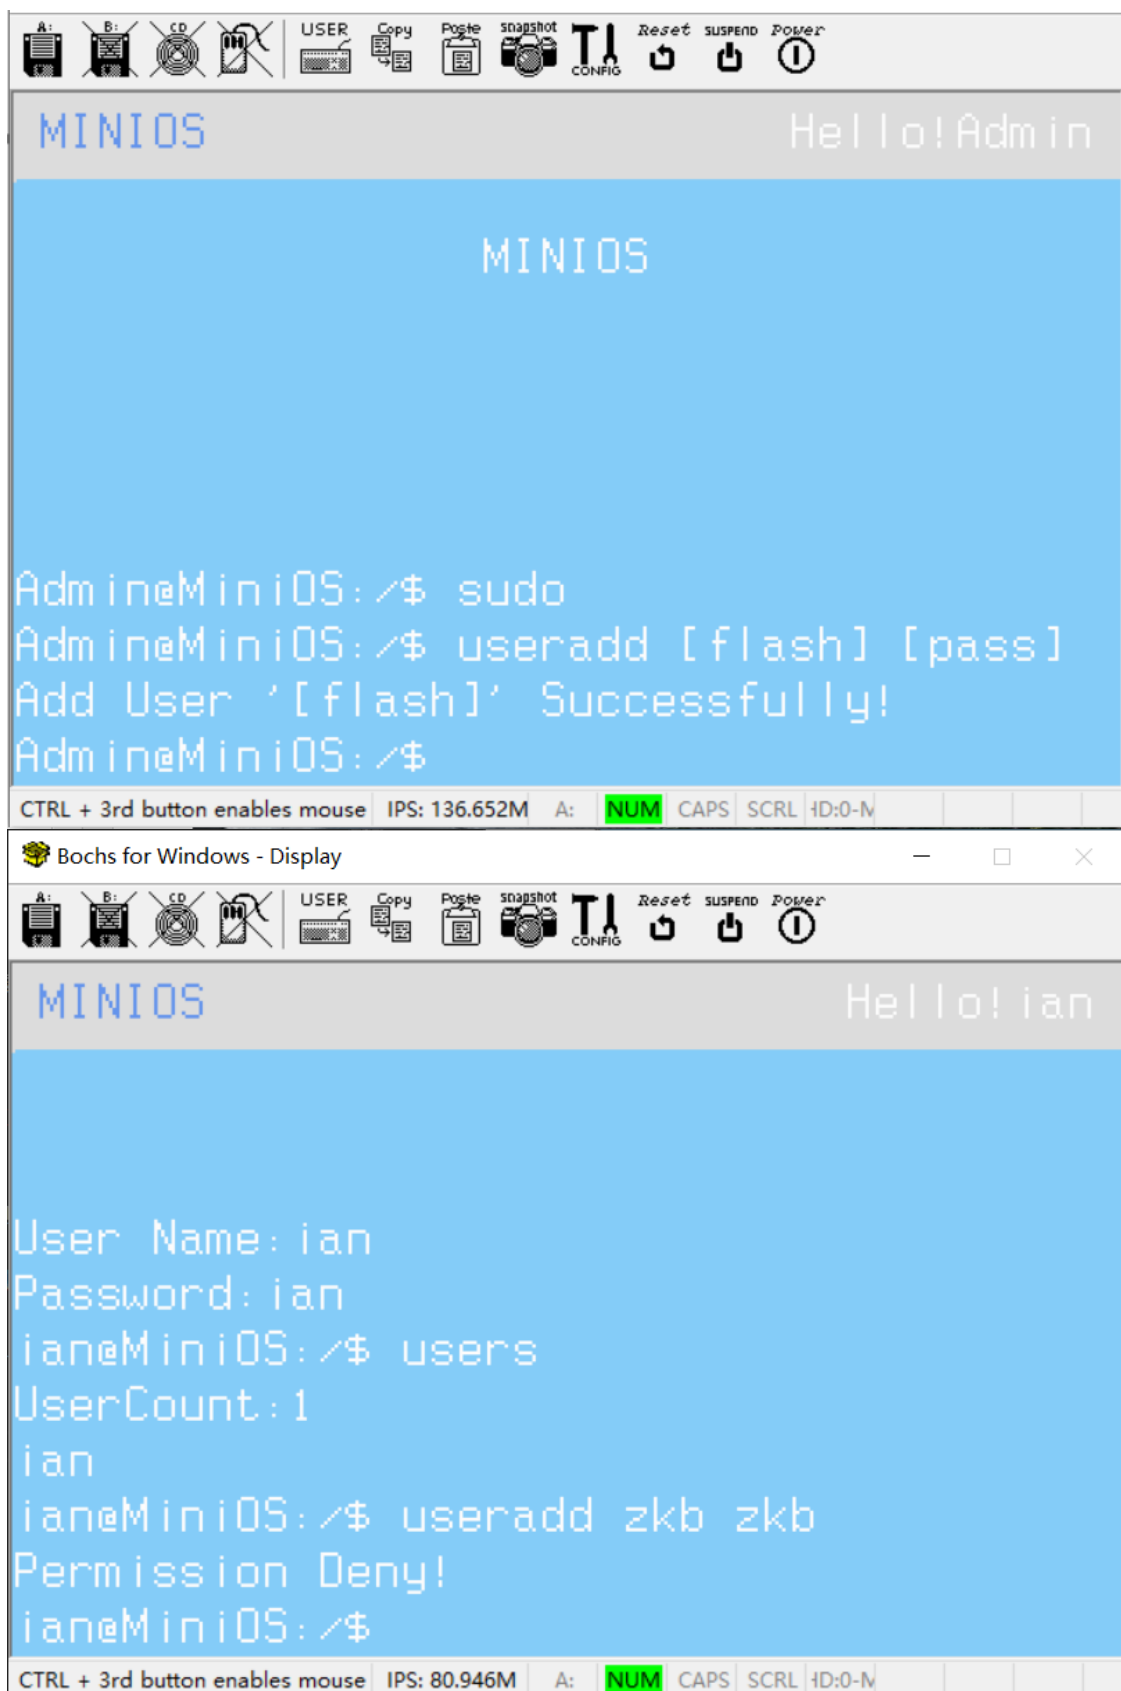 A: B: CD USER Copy Poste snapshot CONFIG Reset SUSPEND Power
MINIOS Hello!Admin
MINIOS
Admin@MiniOS:/$ sudo
Admin@MiniOS:/$ useradd [flash] [pass]
Add User '[flash]' Successfully!
Admin@MiniOS:/$
CTRL + 3rd button enables mouse IPS: 136.652M A: NUM CAPS SCRL
Bochs for Windows - Display
A: B: CD USER Copy Poste snapshot CONFIG Reset SUSPEND Power
MINIOS Hello!ian
User Name:ian
Password:ian
ian@MiniOS:/$ users
UserCount:1
ian
ian@MiniOS:/$ useradd zkb zkb
Permission Deny!
ian@MiniOS:/$
CTRL + 3rd button enables mouse IPS: 80.946M A: NUM CAPS SCRL